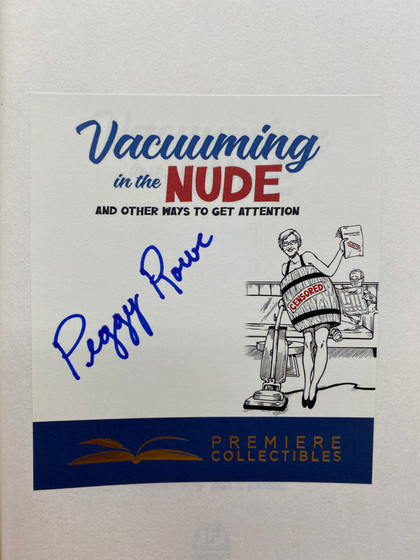 Vacuuming
in the NUDE
AND OTHER WAYS TO GET ATTENTION
Peggy Rowe
CENSORED
PREMIERE
COLLECTIBLES